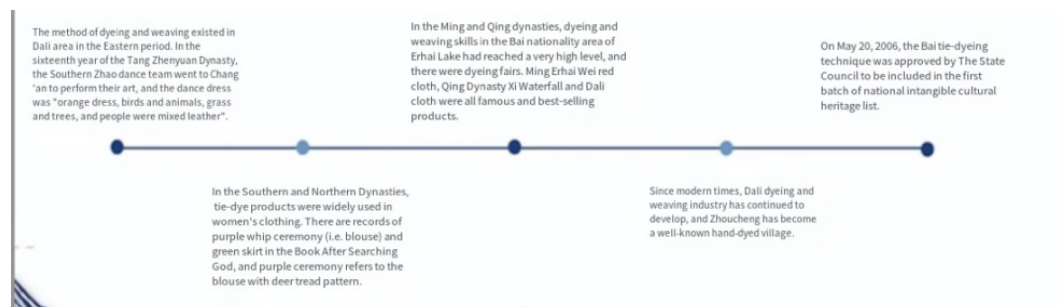 The method of dyeing and weaving existed in
Dali area in the Eastern period. In the
sixteenth year of the Tang Zhenyuan Dynasty,
the Southern Zhao dance team went to Chang
'an to perform their art, and the dance dress
was "orange dress, birds and animals, grass
and trees, and people were mixed leather".
In the Southern and Northern Dynasties,
tie-dye products were widely used in
women's clothing. There are records of
purple whip ceremony (i.e. blouse) and
green skirt in the Book After Searching
God, and purple ceremony refers to the
blouse with deer tread pattern.
In the Ming and Qing dynasties, dyeing and
weaving skills in the Bai nationality area of
Erhai Lake had reached a very high level, and
there were dyeing fairs. Ming Erhai Wei red
cloth, Qing Dynasty Xi Waterfall and Dali
cloth were all famous and best-selling
products.
Since modern times, Dali dyeing and
weaving industry has continued to
develop, and Zhoucheng has become
a well-known hand-dyed village.
On May 20, 2006, the Bai tie-dyeing
technique was approved by The State
Council to be included in the first
batch of national intangible cultural
heritage list.